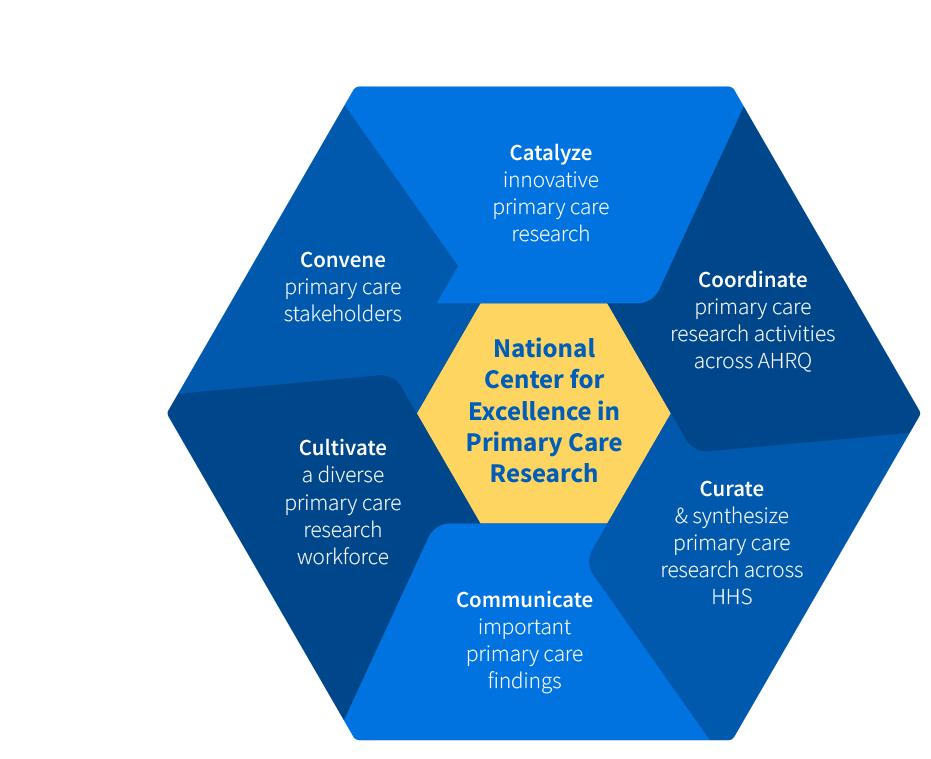 Catalyze
innovative
primary care
research
Coordinate
primary care
research activities
across AHRQ
Curate
& synthesize
primary care
research across
HHS
Communicate
important
primary care
findings
Cultivate
a diverse
primary care
research
workforce
Convene
primary care
stakeholders
National
Center for
Excellence in
Primary Care
Research